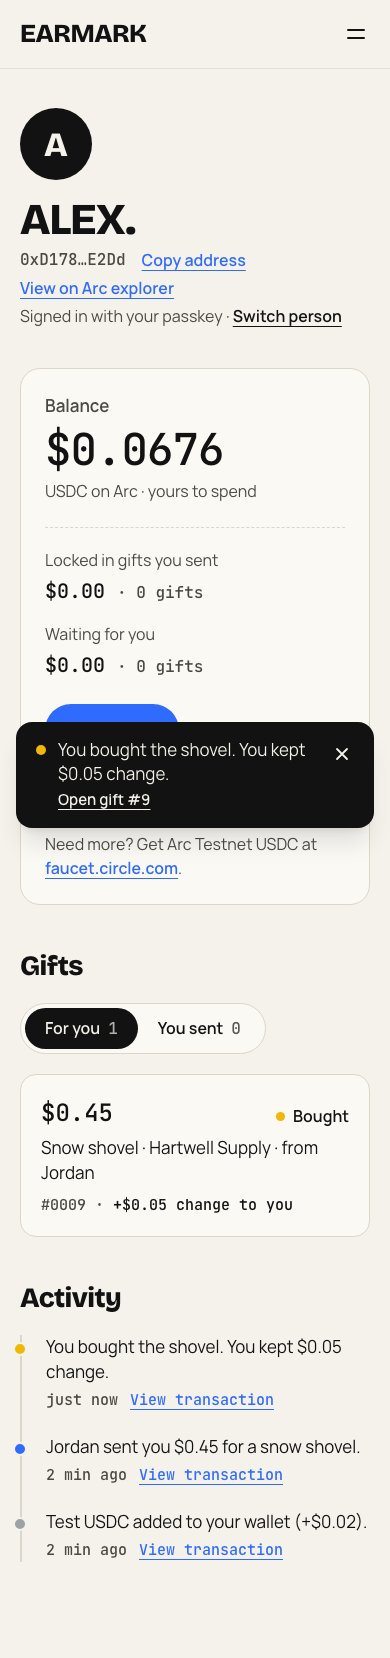 EARMARK
A
ALEX.
0xD178…E2Dd Copy address
View on Arc explorer
Signed in with your passkey · Switch person
Balance
$0.0676
USDC on Arc · yours to spend
Locked in gifts you sent
$0.00 · 0 gifts
Waiting for you
$0.00 · 0 gifts
You bought the shovel. You kept
$0.05 change.
Open gift #9
Need more? Get Arc Testnet USDC at
faucet.circle.com.
Gifts
For you 1 You sent 0
$0.45
Bought
Snow shovel · Hartwell Supply · from
Jordan
#0009 · +$0.05 change to you
Activity
You bought the shovel. You kept $0.05
change.
just now View transaction
Jordan sent you $0.45 for a snow shovel.
2 min ago View transaction
Test USDC added to your wallet (+$0.02).
2 min ago View transaction